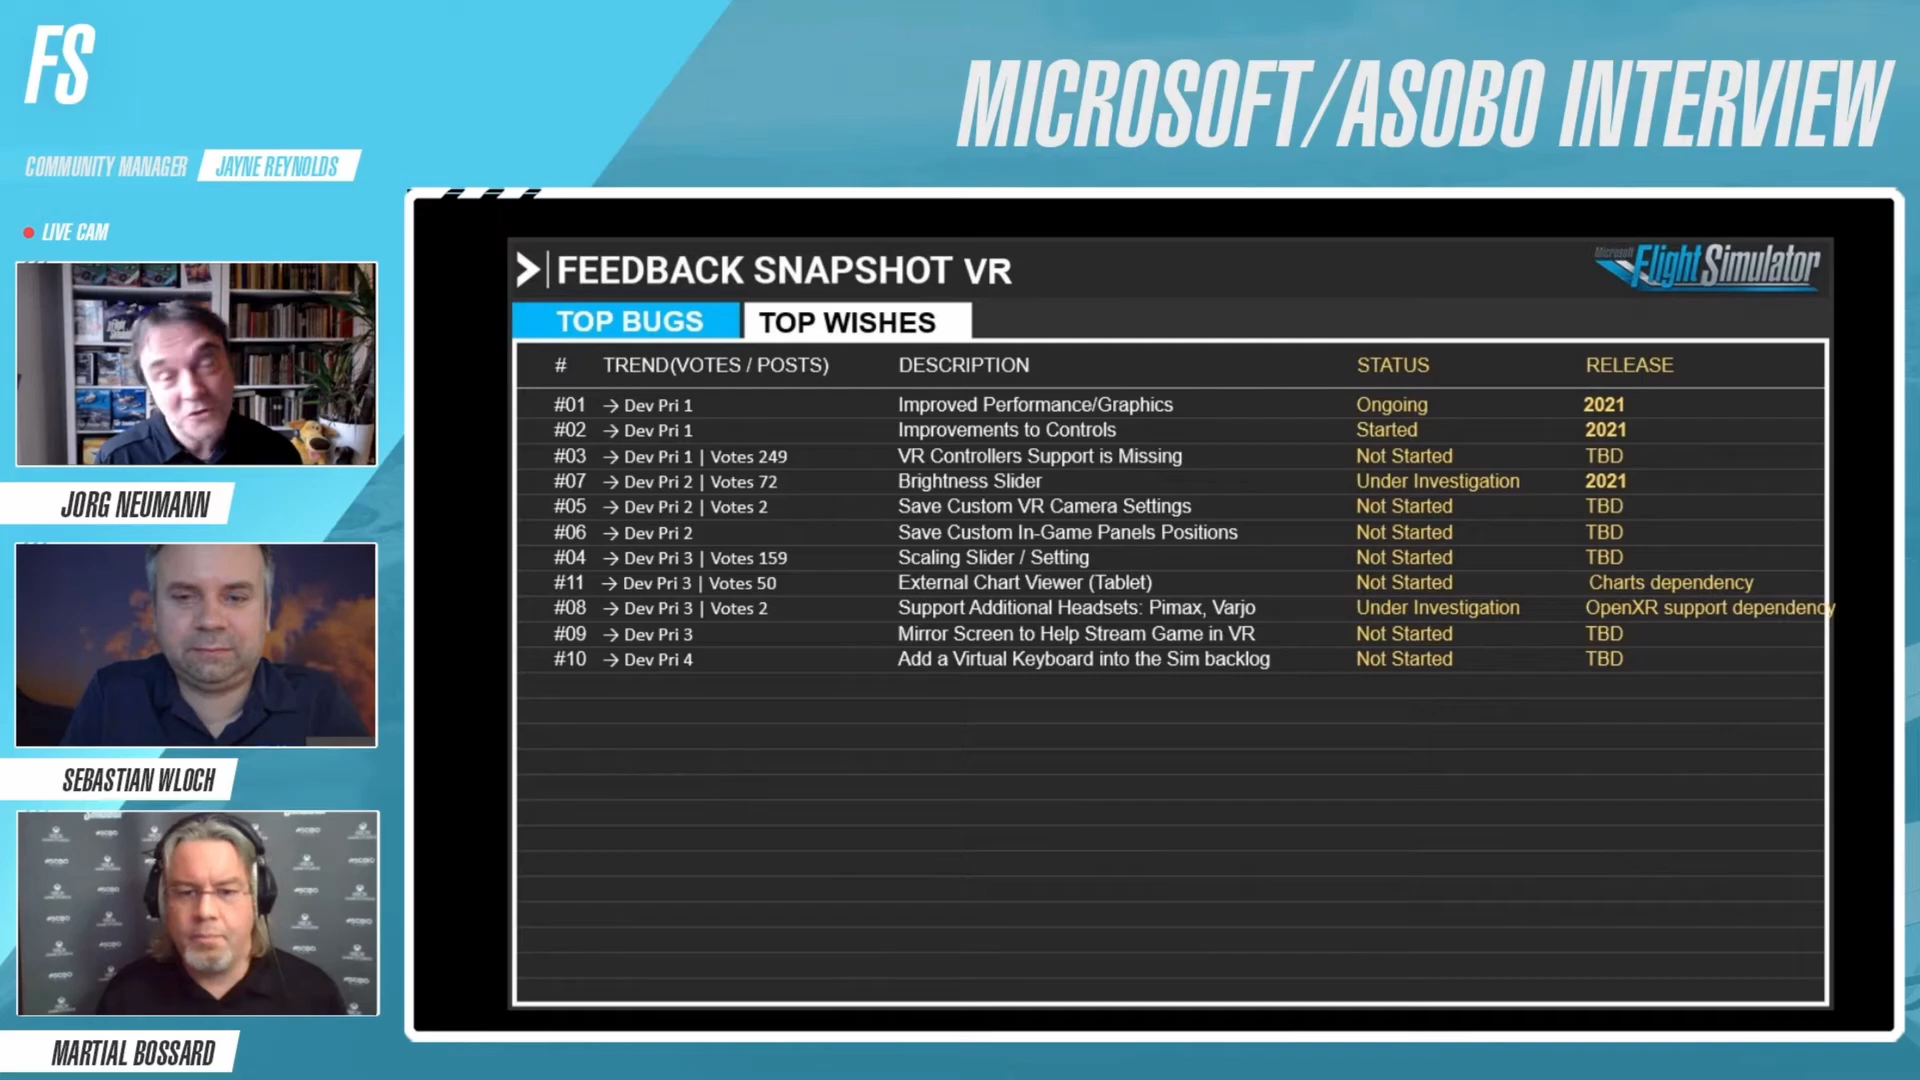 FS
MICROSOFT/ASOBO INTERVIEW
COMMUNITY MANAGER JAYNE REYNOLDS
LIVE CAM
JORG NEUMANN
SEBASTIAN WLOCH
MARTIAL BOSSARD
FEEDBACK SNAPSHOT VR
Microsoft Flight Simulator
TOP BUGS TOP WISHES
# TREND(VOTES / POSTS) DESCRIPTION STATUS RELEASE
#01 → Dev Pri 1 Improved Performance/Graphics Ongoing 2021
#02 → Dev Pri 1 Improvements to Controls Started 2021
#03 → Dev Pri 1 | Votes 249 VR Controllers Support is Missing Not Started TBD
#07 → Dev Pri 2 | Votes 72 Brightness Slider Under Investigation 2021
#05 → Dev Pri 2 | Votes 2 Save Custom VR Camera Settings Not Started TBD
#06 → Dev Pri 2 Save Custom In-Game Panels Positions Not Started TBD
#04 → Dev Pri 3 | Votes 159 Scaling Slider / Setting Not Started TBD
#11 → Dev Pri 3 | Votes 50 External Chart Viewer (Tablet) Not Started Charts dependency
#08 → Dev Pri 3 | Votes 2 Support Additional Headsets: Pimax, Varjo Under Investigation OpenXR support dependency
#09 → Dev Pri 3 Mirror Screen to Help Stream Game in VR Not Started TBD
#10 → Dev Pri 4 Add a Virtual Keyboard into the Sim backlog Not Started TBD